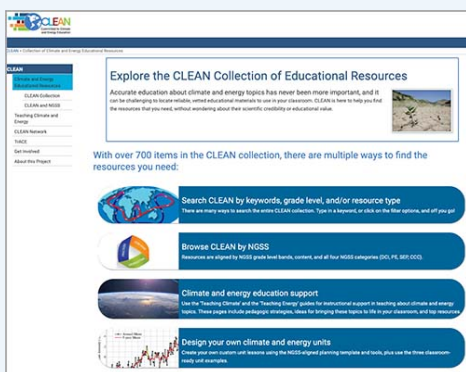 CLEAN
Committed to Climate
and Energy Education
CLEAN > Collection of Climate and Energy Educational Resources
CLEAN
Climate and Energy
Educational Resources
CLEAN Collection
CLEAN and NGSS
Teaching Climate and
Energy
CLEAN Network
Get Involved
About this Project
Explore the CLEAN Collection of Educational Resources
Accurate education about climate and energy topics has never been more important, and it
can be challenging to locate reliable, vetted educational materials to use in your classroom. CLEAN is here to help you find
the resources that you need, without wondering about their scientific credibility or educational value.
With over 700 items in the CLEAN collection, there are multiple ways to find the
resources you need:
Search CLEAN by keywords, grade level, and/or resource type
There are many ways to search the entire CLEAN collection. Type in a keyword, or click on the filter options, and off you go!
Browse CLEAN by NGSS
Resources are aligned by NGSS grade level bands, content, and all four NGSS categories (DCI, PE, SEP, CCC).
Climate and energy education support
Use the 'Teaching Climate' and the 'Teaching Energy' guides for instructional support in teaching about climate and energy
topics. These pages include pedagogic strategies, ideas for bringing these topics to life in your classroom, and top resources.
Design your own climate and energy units
Create your own custom unit lessons using the NGSS-aligned planning template and tools, plus use the three classroom-
ready unit examples.